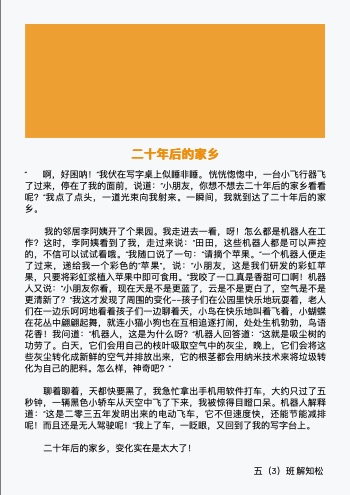 二十年后的家乡
“ 啊，好困呐！”我伏在写字桌上似睡非睡。恍恍惚惚中，一台小飞行器飞
了过来，停在了我的面前，说道：“小朋友，你想不想去二十年后的家乡看看
呢？”我点了点头，一道光束向我射来。一瞬间，我就到达了二十年后的家
乡。
我的邻居李阿姨开了个果园。我走进去一看，呀！怎么都是机器人在工
作？这时，李阿姨看到了我，走过来说：“田田，这些机器人都是可以声控
的，不信可以试试看哦。”我随口说了一句：“请摘个苹果。”一个机器人便走
了过来，递给我一个彩色的“苹果”，说：“小朋友，这是我们研发的彩虹苹
果，只要将彩虹浆植入苹果中即可食用。”我咬了一口,真是香甜可口啊！机器
人又说：“小朋友你看，现在天是不是更蓝了，云是不是更白了，空气是不是
更清新了？”我这才发现了周围的变化--孩子们在公园里快乐地玩耍着，老人
们在一边乐呵呵地看着孩子们一边聊着天，小鸟在快乐地叫着飞着，小蝴蝶
在花丛中翩翩起舞，就连小猫小狗也在互相追逐打闹，处处生机勃勃，鸟语
花香！我问道：“机器人，这是为什么呀？”机器人回答道：“这就是吸尘树的
功劳了。白天，它们会用自己的枝叶吸取空气中的灰尘，晚上，它们会将这
些灰尘转化成新鲜的空气并排放出来，它的根茎都会用纳米技术来将垃圾转
化为自己的肥料。怎么样，神奇吧？”
聊着聊着，天都快要黑了，我急忙拿出手机用软件打车，大约只过了五
秒钟，一辆黑色小轿车从天空中飞了下来，我被惊得目瞪口呆。机器人解释
道：“这是二零三五年发明出来的电动飞车，它不但速度快，还能节能减排
呢！而且还是无人驾驶呢！”我上了车，一眨眼，又回到了我的写字台上。
二十年后的家乡，变化实在是太大了！
五（3）班 解知松